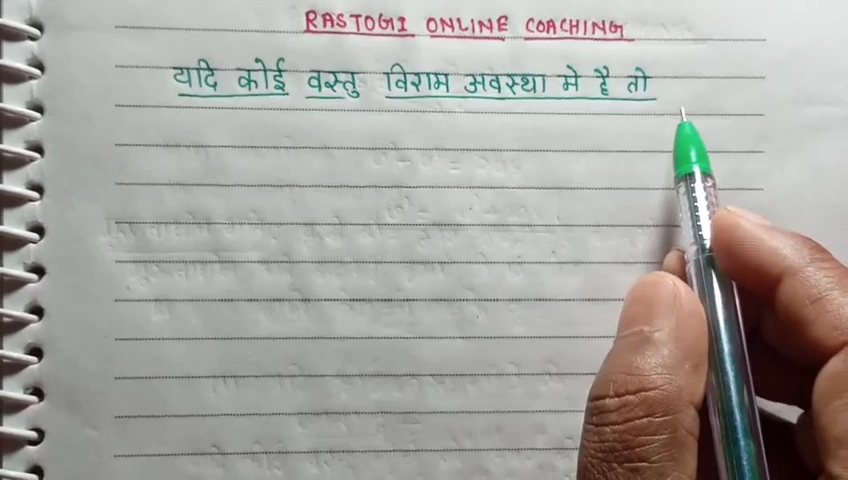 RASTOGI ONLINE COACHING
यदि कोई वस्तु विराम अवस्था मे है तो